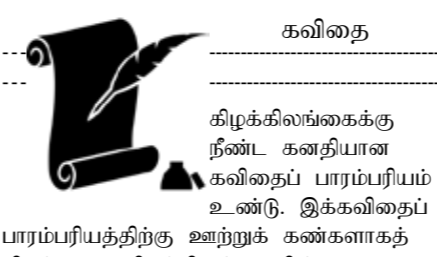 கவிதை
கிழக்கிலங்கைக்கு
நீண்ட கனதியான
கவிதைப் பாரம்பரியம்
உண்டு. இக்கவிதைப்
பாரம்பரியத்திற்கு ஊற்றுக் கண்களாகத்